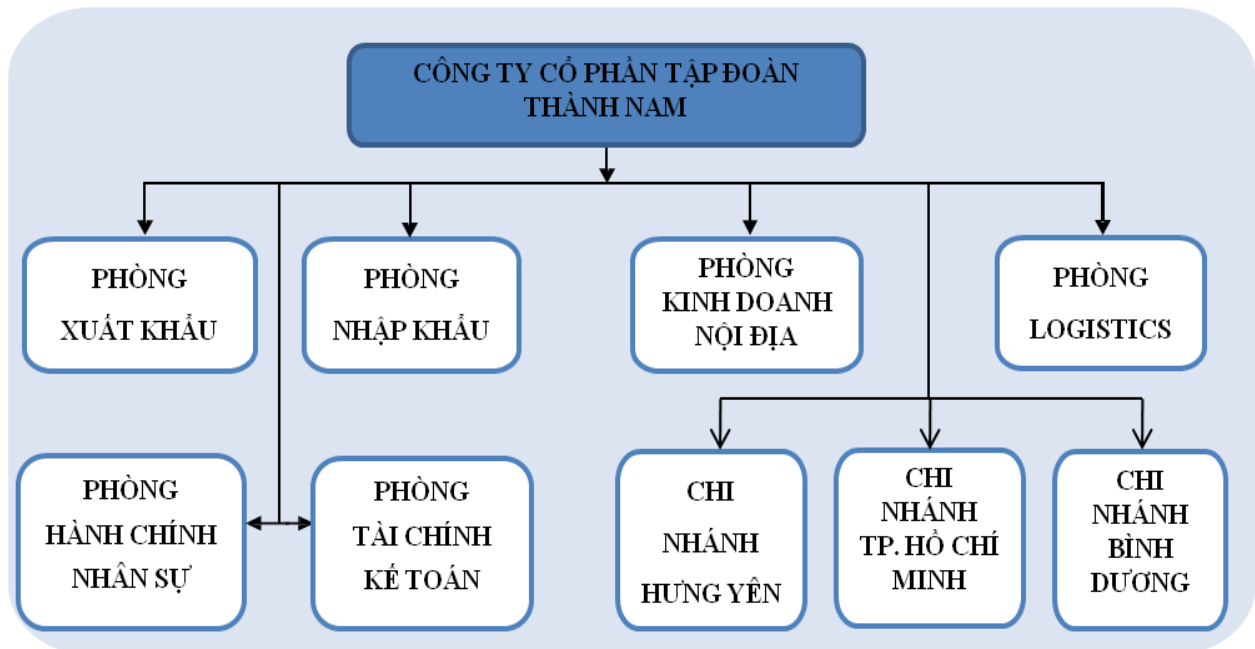 CÔNG TY CỔ PHẦN TẬP ĐOÀN
THÀNH NAM
PHÒNG
XUẤT KHẨU
PHÒNG
NHẬP KHẨU
PHÒNG
KINH DOANH
NỘI ĐỊA
PHÒNG
LOGISTICS
PHÒNG
HÀNH CHÍNH
NHÂN SỰ
PHÒNG
TÀI CHÍNH
KẾ TOÁN
CHI
NHÁNH
HƯNG YÊN
CHI
NHÁNH
TP. HỒ CHÍ
MINH
CHI
NHÁNH
BÌNH
DƯƠNG